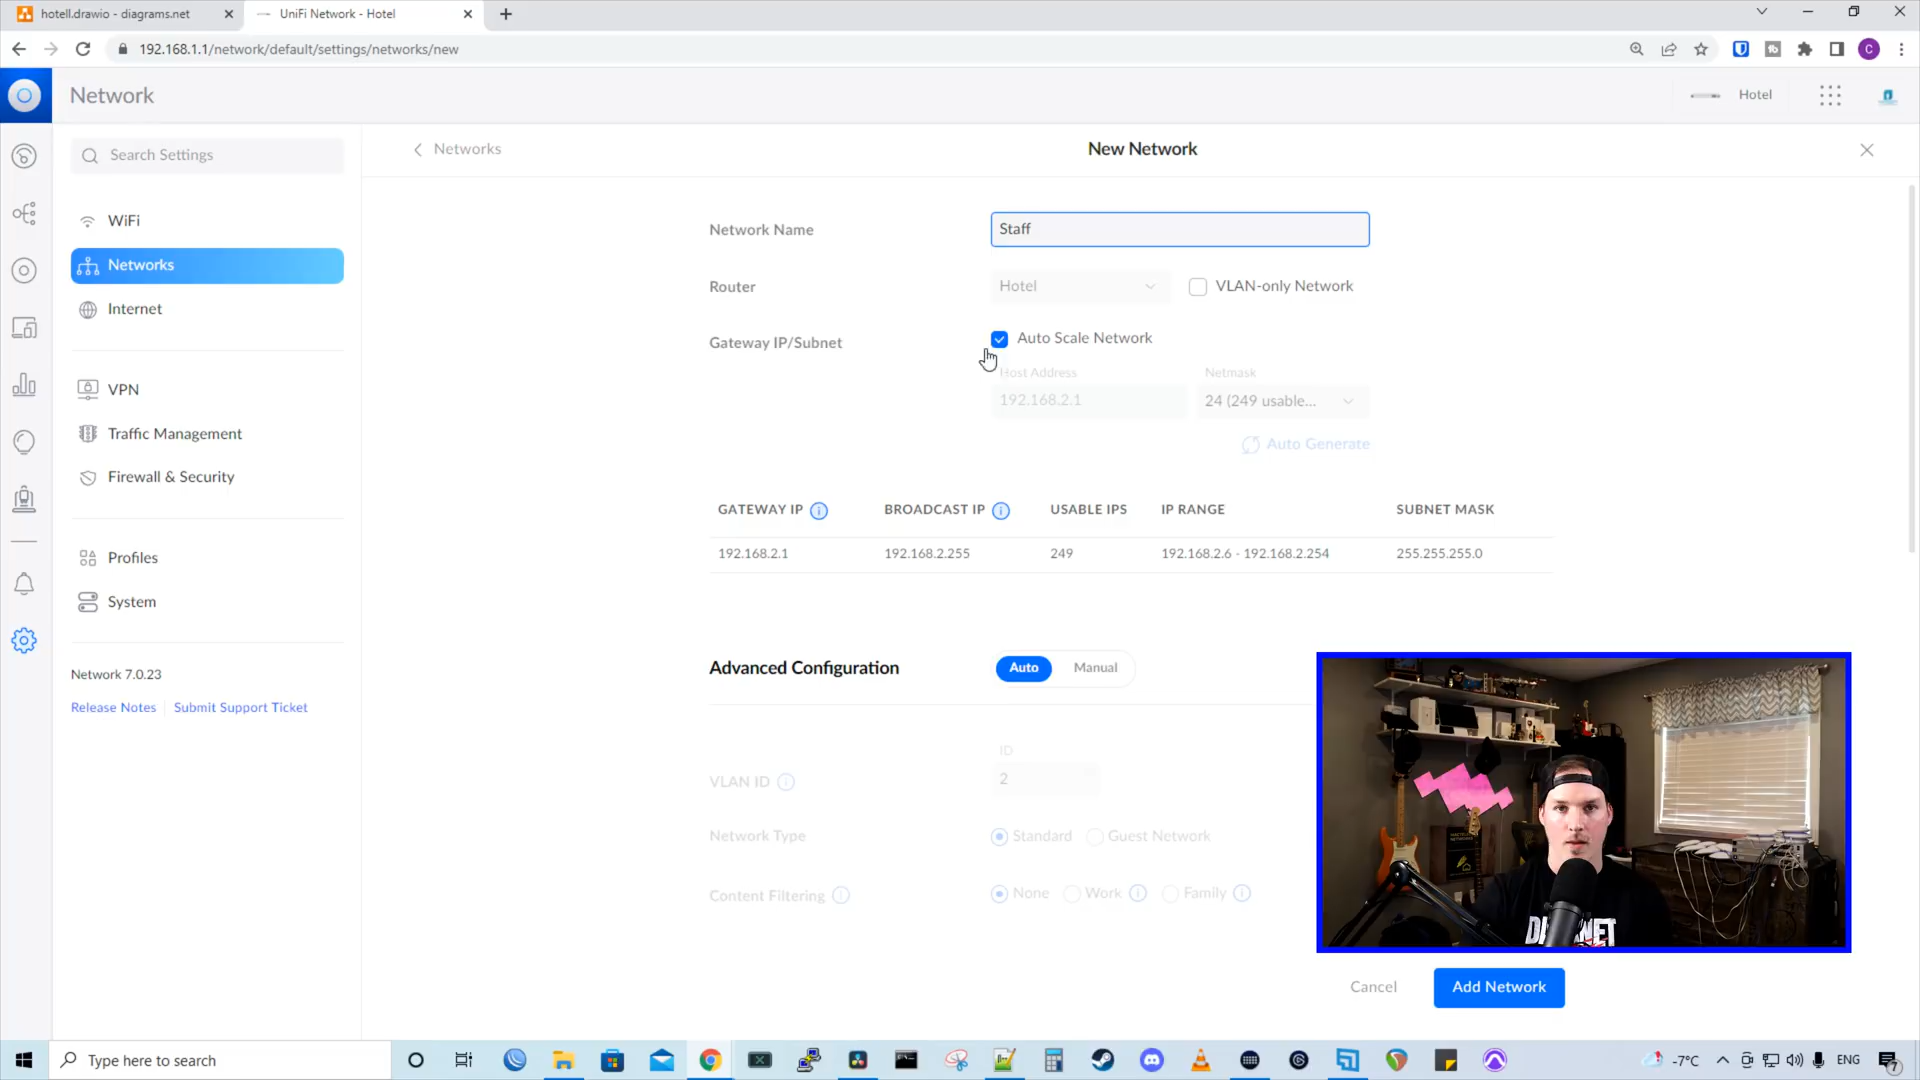 hotell.drawio - diagrams.net
UniFi Network - Hotel
192.168.1.1/network/default/settings/networks/new
C
Network
Hotel
Search Settings
Networks
New Network
WiFi
Networks
Internet
VPN
Traffic Management
Firewall & Security
Profiles
System
Network 7.0.23
Release Notes
Submit Support Ticket
Network Name
Staff
Router
Hotel
VLAN-only Network
Gateway IP/Subnet
Auto Scale Network
Host Address
Netmask
192.168.2.1
24 (249 usable...
Auto Generate
GATEWAY IP BROADCAST IP USABLE IPS IP RANGE SUBNET MASK
192.168.2.1 192.168.2.255 249 192.168.2.6 - 192.168.2.254 255.255.255.0
Advanced Configuration
Auto
Manual
ID
VLAN ID
2
Network Type
Standard
Guest Network
Content Filtering
None
Work
Family
Cancel
Add Network
Type here to search
-7°C
ENG
7